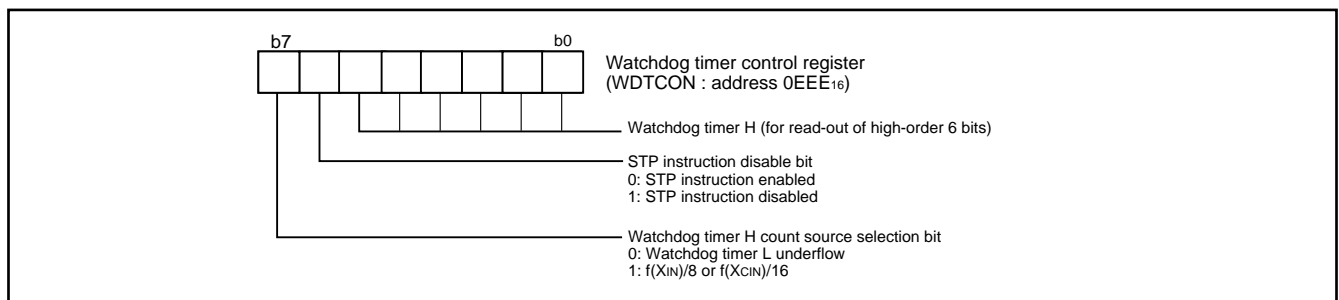 b7 b0
Watchdog timer control register
(WDTCON : address 0EEE16)
Watchdog timer H (for read-out of high-order 6 bits)
STP instruction disable bit
0: STP instruction enabled
1: STP instruction disabled
Watchdog timer H count source selection bit
0: Watchdog timer L underflow
1: f(XIN)/8 or f(XCIN)/16